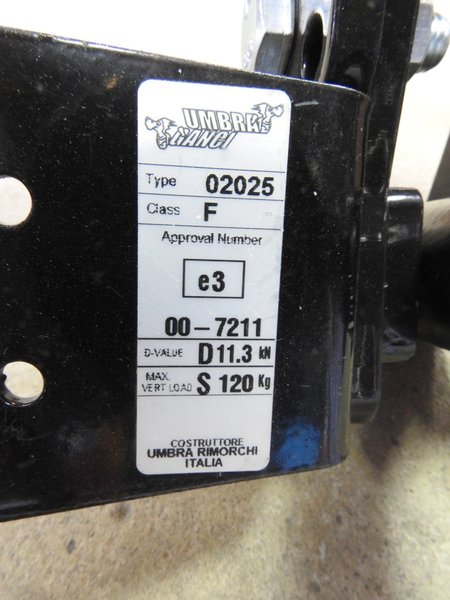 UMBRA
GANCI
Type 02025
Class F
Approval Number
e3
00-7211
D-VALUE D11.3 kN
MAX.
VERT LOAD S 120 Kg
COSTRUTTORE
UMBRA RIMORCHI
ITALIA